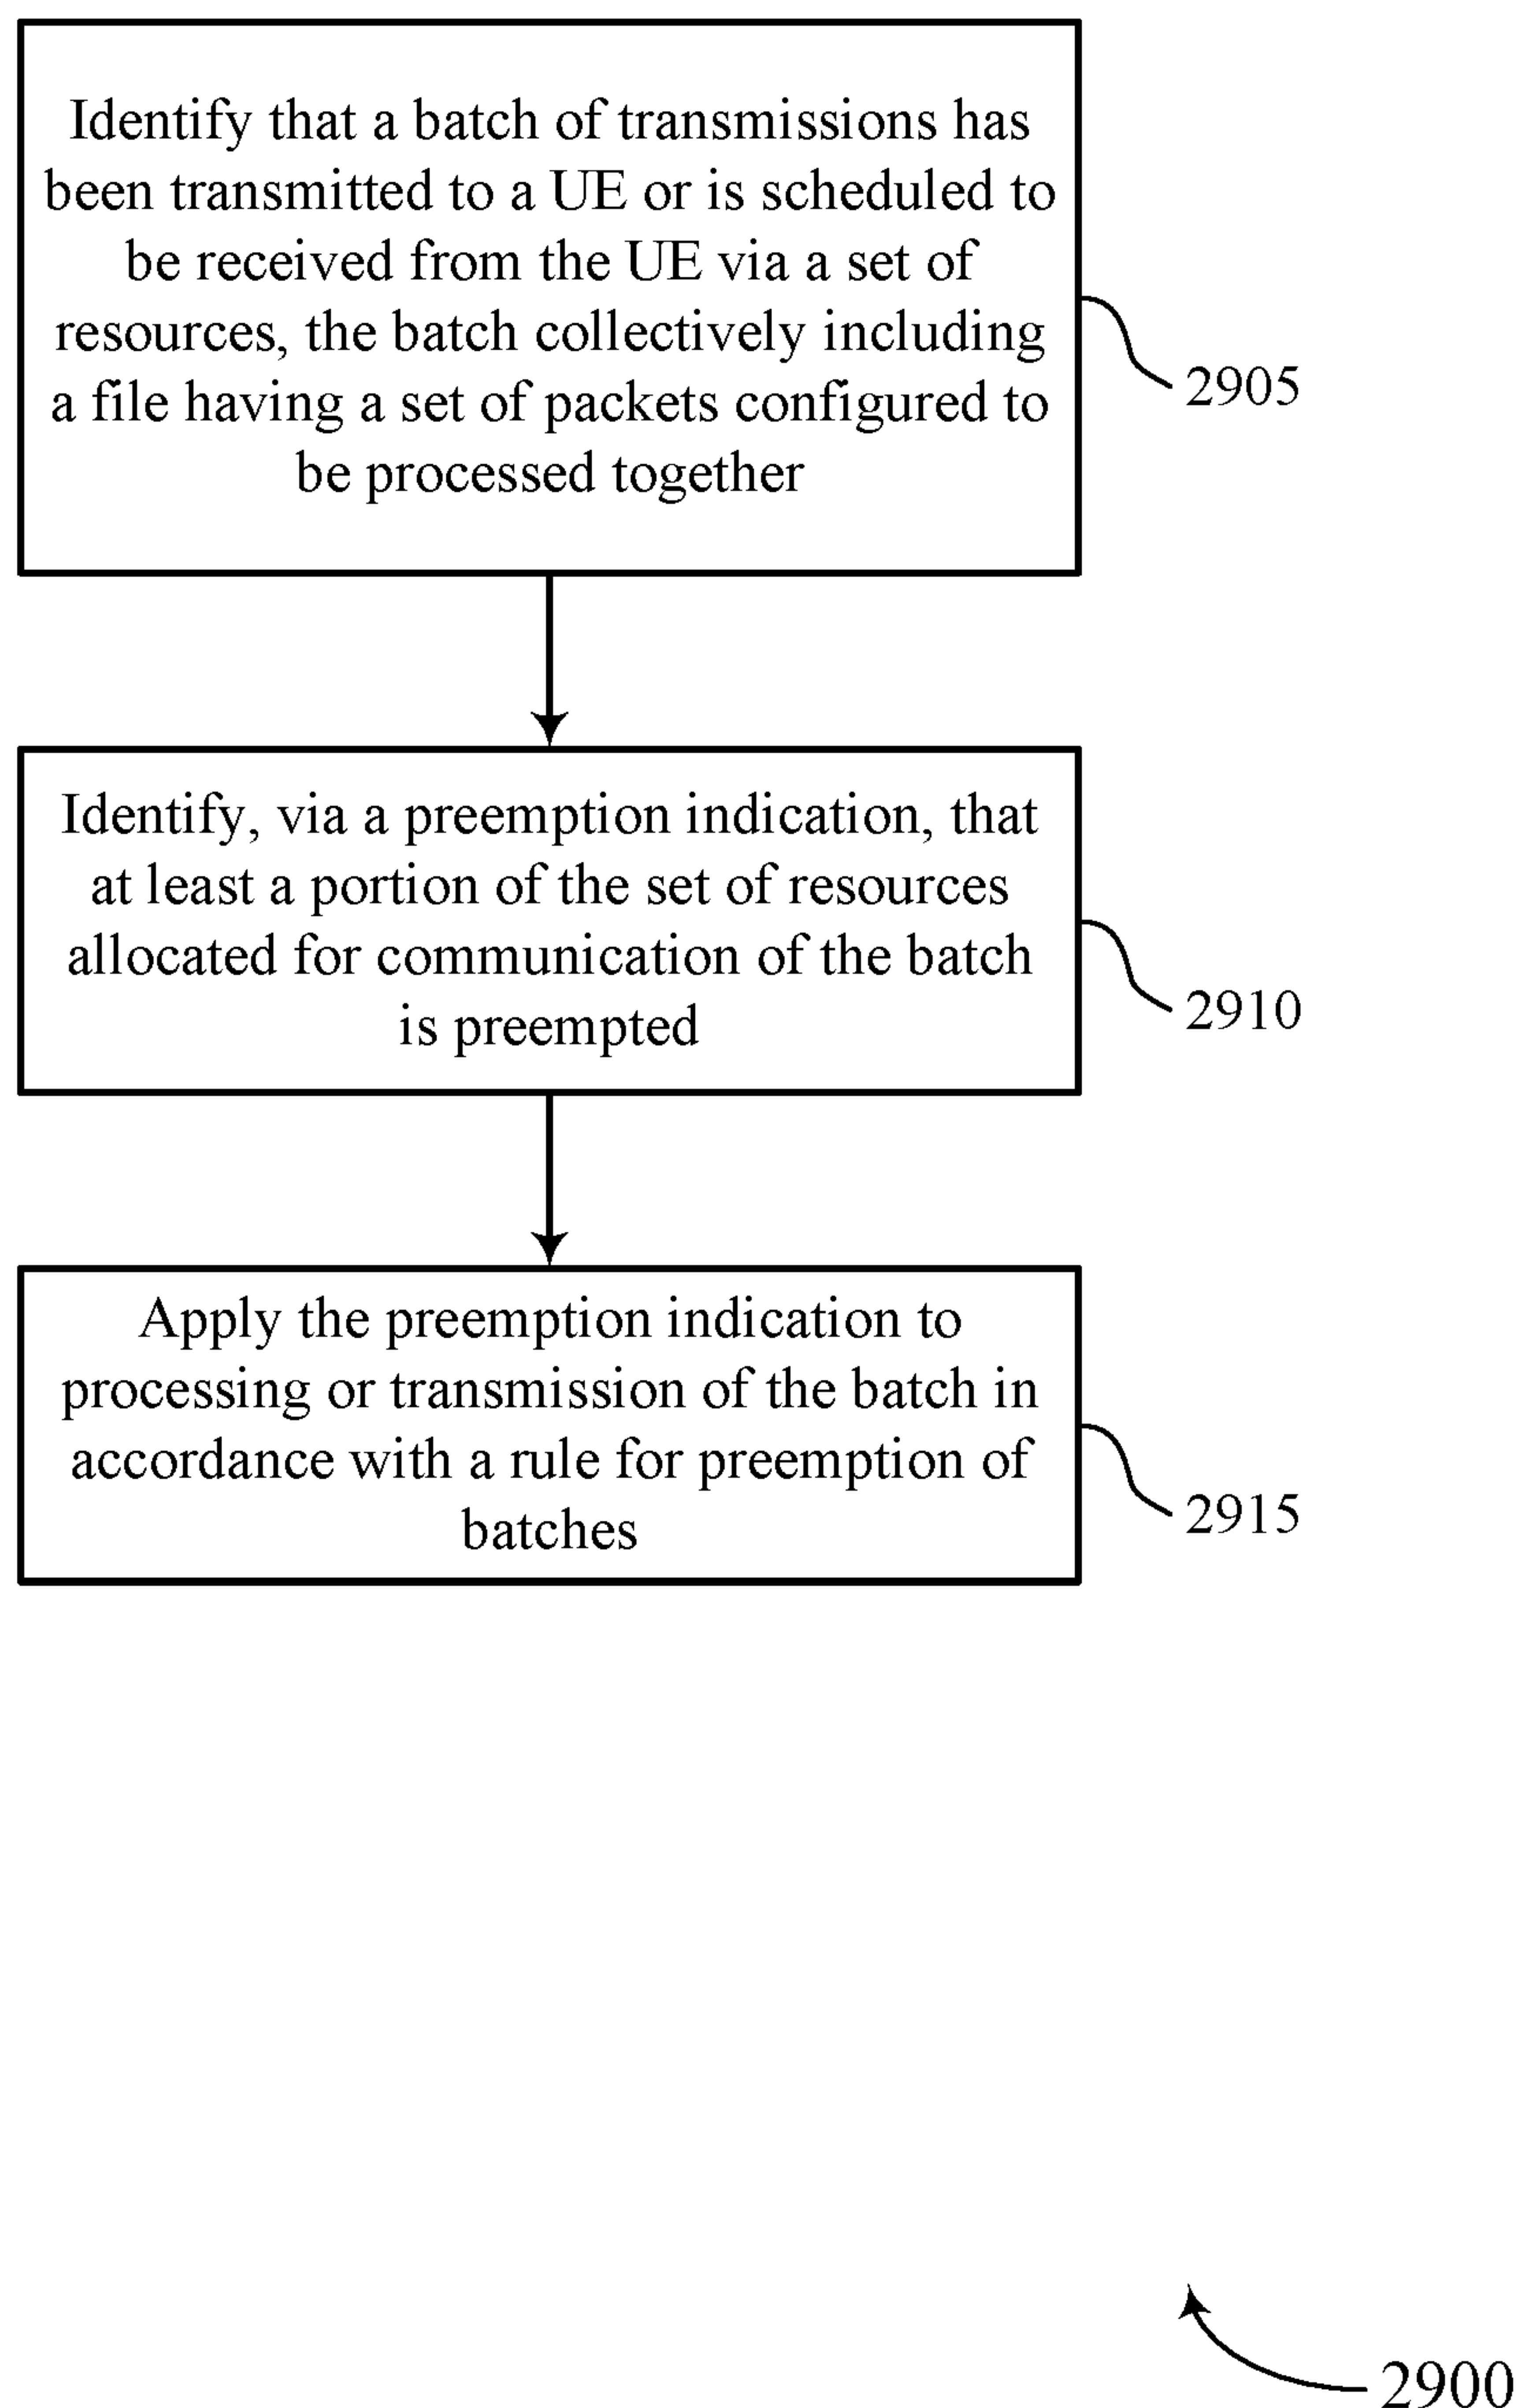 Identify that a batch of transmissions has
been transmitted to a UE or is scheduled to
be received from the UE via a set of
resources, the batch collectively including
a file having a set of packets configured to
be processed together
2905
Identify, via a preemption indication, that
at least a portion of the set of resources
allocated for communication of the batch
is preempted
2910
Apply the preemption indication to
processing or transmission of the batch in
accordance with a rule for preemption of
batches
2915
2900